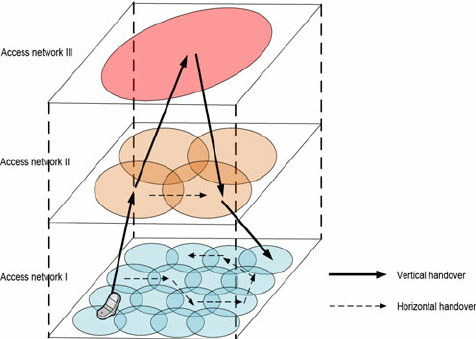 Access network III
Access network II
Access network I
Vertical handover
Horizontal handover